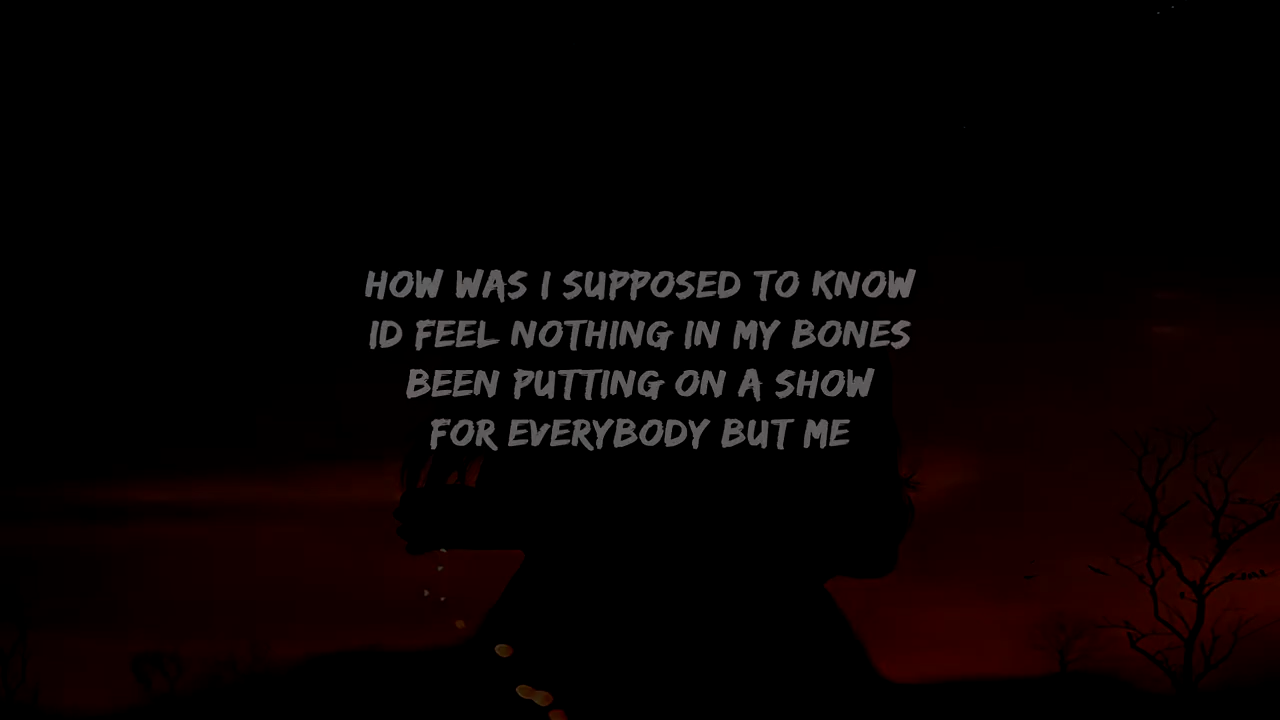 HOW WAS I SUPPOSED TO KNOW
ID FEEL NOTHING IN MY BONES
BEEN PUTTING ON A SHOW
FOR EVERYBODY BUT ME